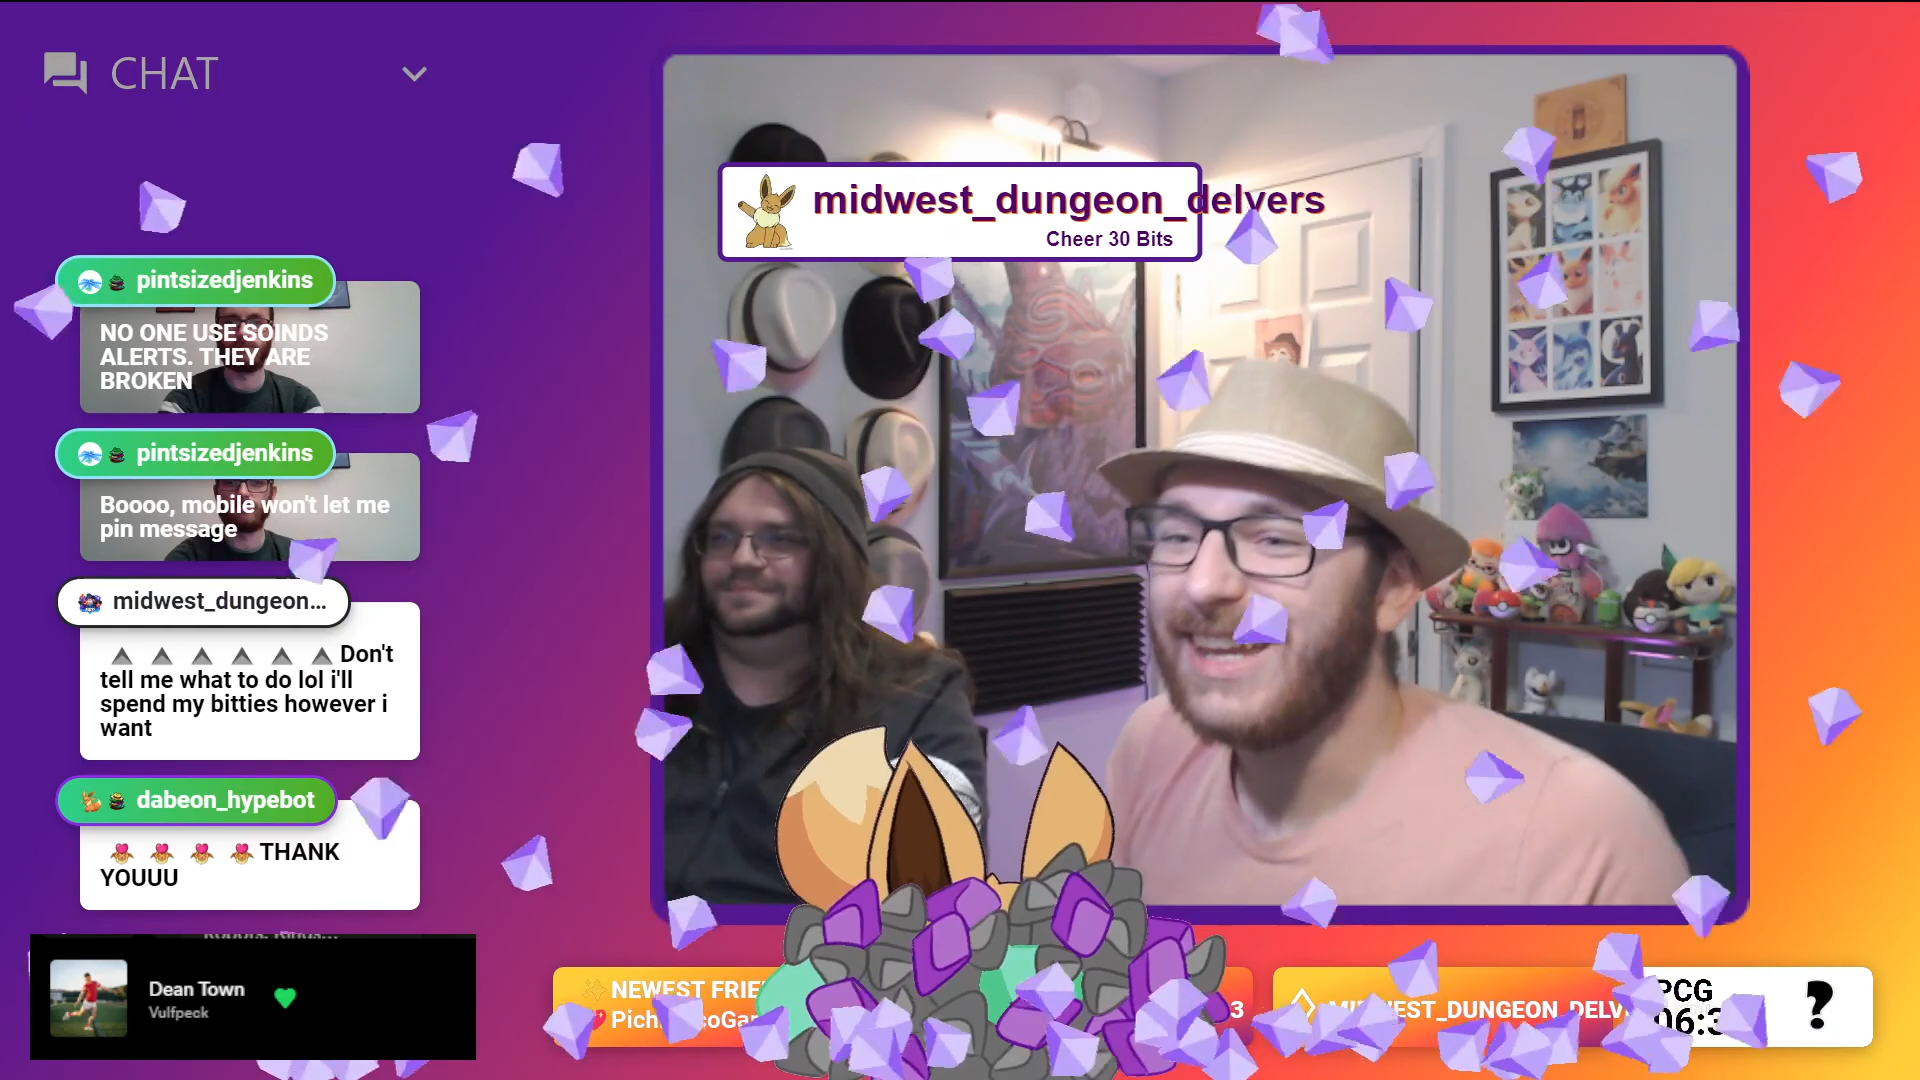 CHAT
midwest_dungeon_delvers
Cheer 30 Bits
pintsizedjenkins
NO ONE USE SOINDS
ALERTS. THEY ARE
BROKEN
pintsizedjenkins
Boooo, mobile won't let me
pin message
midwest_dungeon...
Don't
tell me what to do lol i'll
spend my bitties however i
want
dabeon_hypebot
THANK
YOUUU
Dean Town
Vulfpeck
NEWEST
3
PCG
?